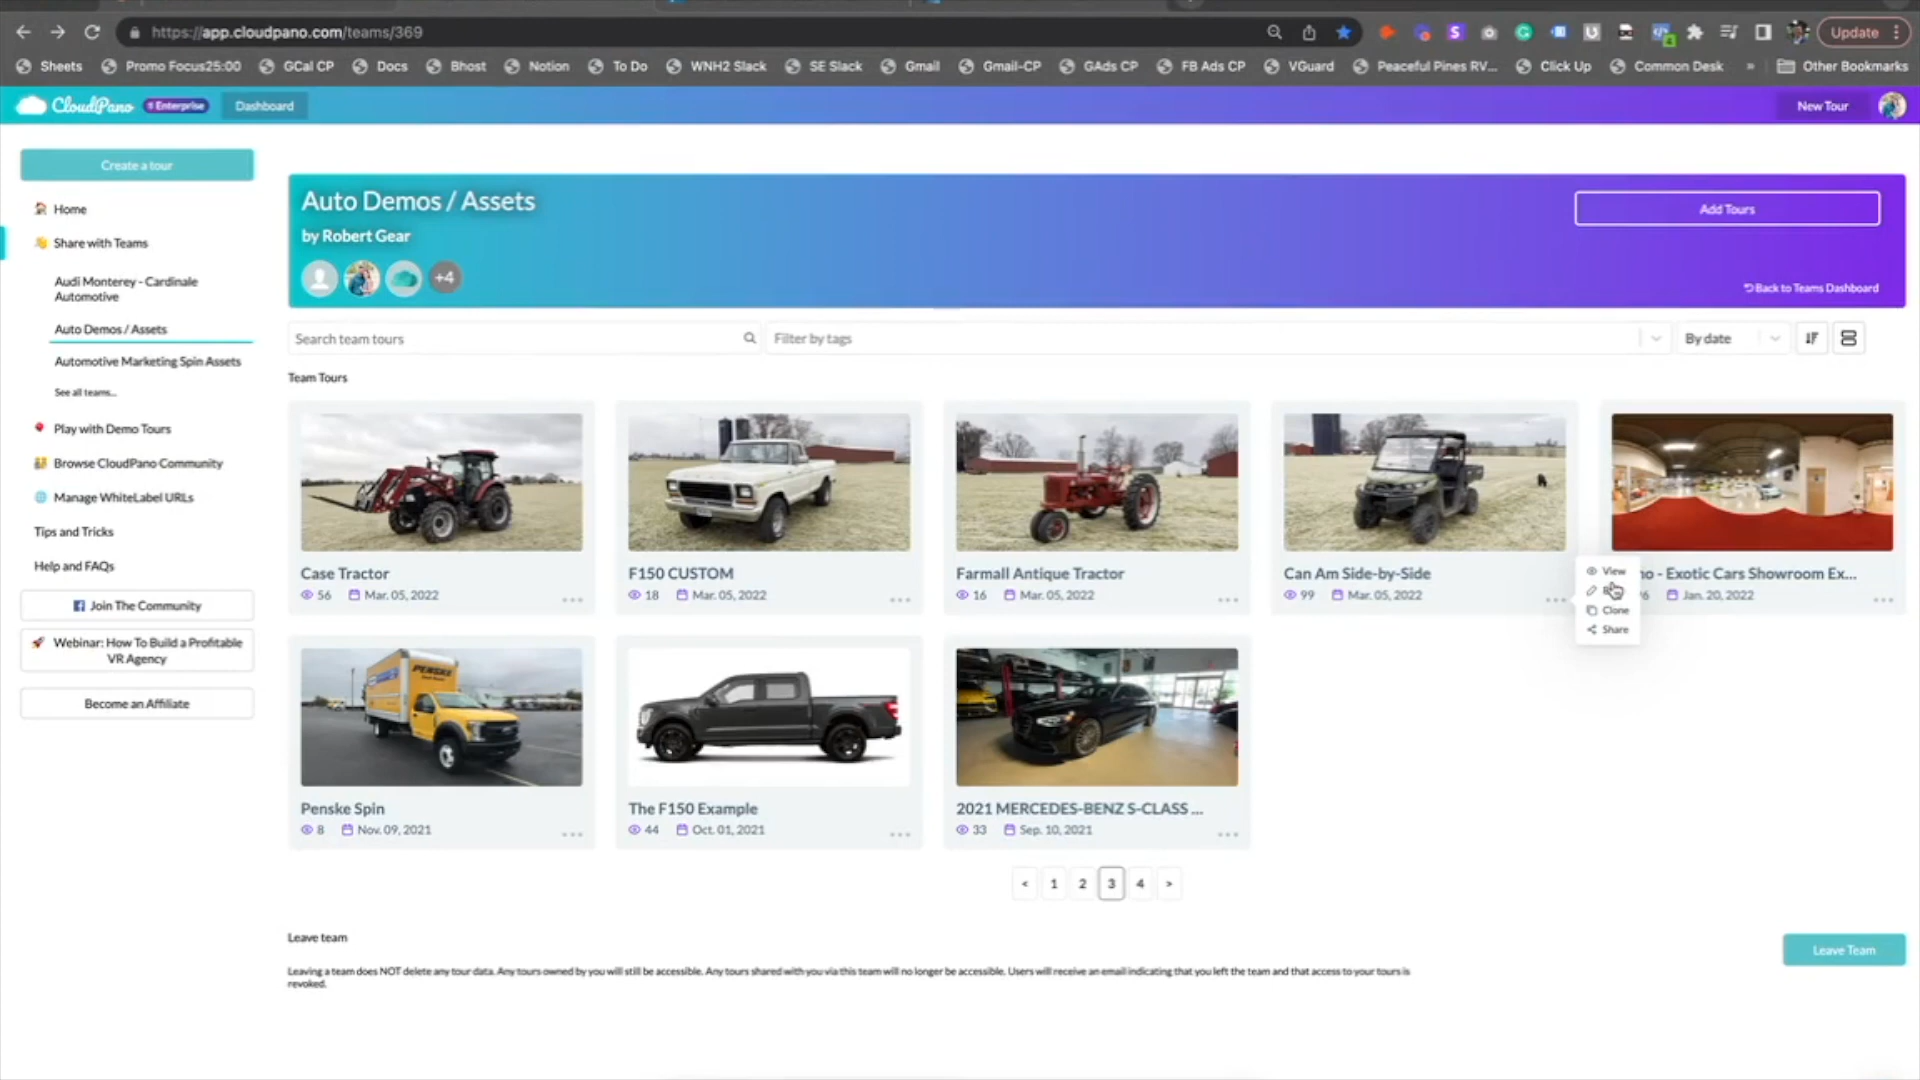 https://app.cloudpano.com/teams/369
Update
Sheets
Promo Focus25:00
GCal CP
Docs
Bhost
Notion
To Do
WNH2 Slack
SE Slack
Gmail
Gmail-CP
GAds CP
FB Ads CP
VGuard
Peaceful Pines RV...
Click Up
Common Desk
»
Other Bookmarks
CloudPano
Enterprise
Dashboard
New Tour
Create a tour
Home
Share with Teams
Audi Monterey - Cardinale
Automotive
Auto Demos / Assets
Automotive Marketing Spin Assets
See all teams...
Play with Demo Tours
Browse CloudPano Community
Manage WhiteLabel URLs
Tips and Tricks
Help and FAQs
Join The Community
Webinar: How To Build a Profitable
VR Agency
Become an Affiliate
Auto Demos / Assets
by Robert Gear
+4
Add Tours
Back to Teams Dashboard
Search team tours
Filter by tags
By date
Team Tours
Case Tractor
56 Mar. 05, 2022
F150 CUSTOM
18 Mar. 05, 2022
Farmall Antique Tractor
16 Mar. 05, 2022
Can Am Side-by-Side
99 Mar. 05, 2022
View
Clone
Share
- Exotic Cars Showroom Ex...
Jan. 20, 2022
PENSKE
Penske Spin
8 Nov. 09, 2021
The F150 Example
44 Oct. 01, 2021
2021 MERCEDES-BENZ S-CLASS ...
33 Sep. 10, 2021
< 1 2 3 4 >
Leave team
Leaving a team does NOT delete any tour data. Any tours owned by you will still be accessible. Any tours shared with you via this team will no longer be accessible. Users will receive an email indicating that you left the team and that access to your tours is
revoked.
Leave Team